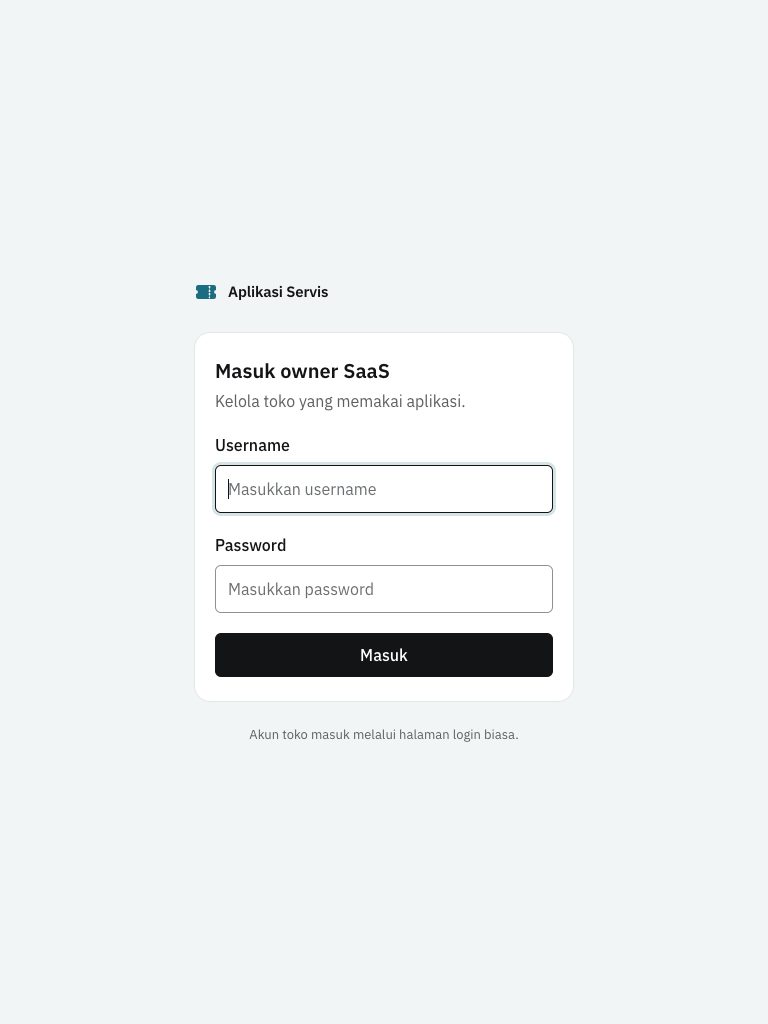 Aplikasi Servis
Masuk owner SaaS
Kelola toko yang memakai aplikasi.
Username
Masukkan username
Password
Masukkan password
Masuk
Akun toko masuk melalui halaman login biasa.